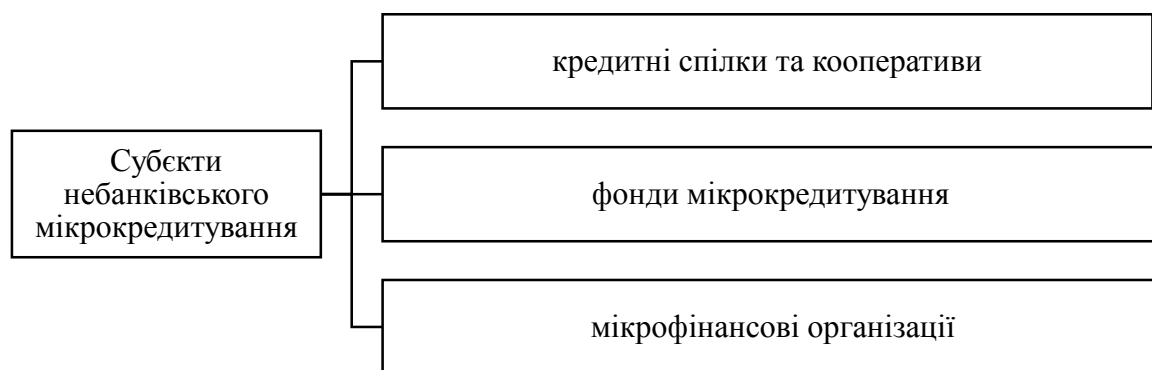 кредитні спілки та кооперативи
Субєкти
небанківського
мікрокредитування
фонди мікрокредитування
мікрофінансові організації